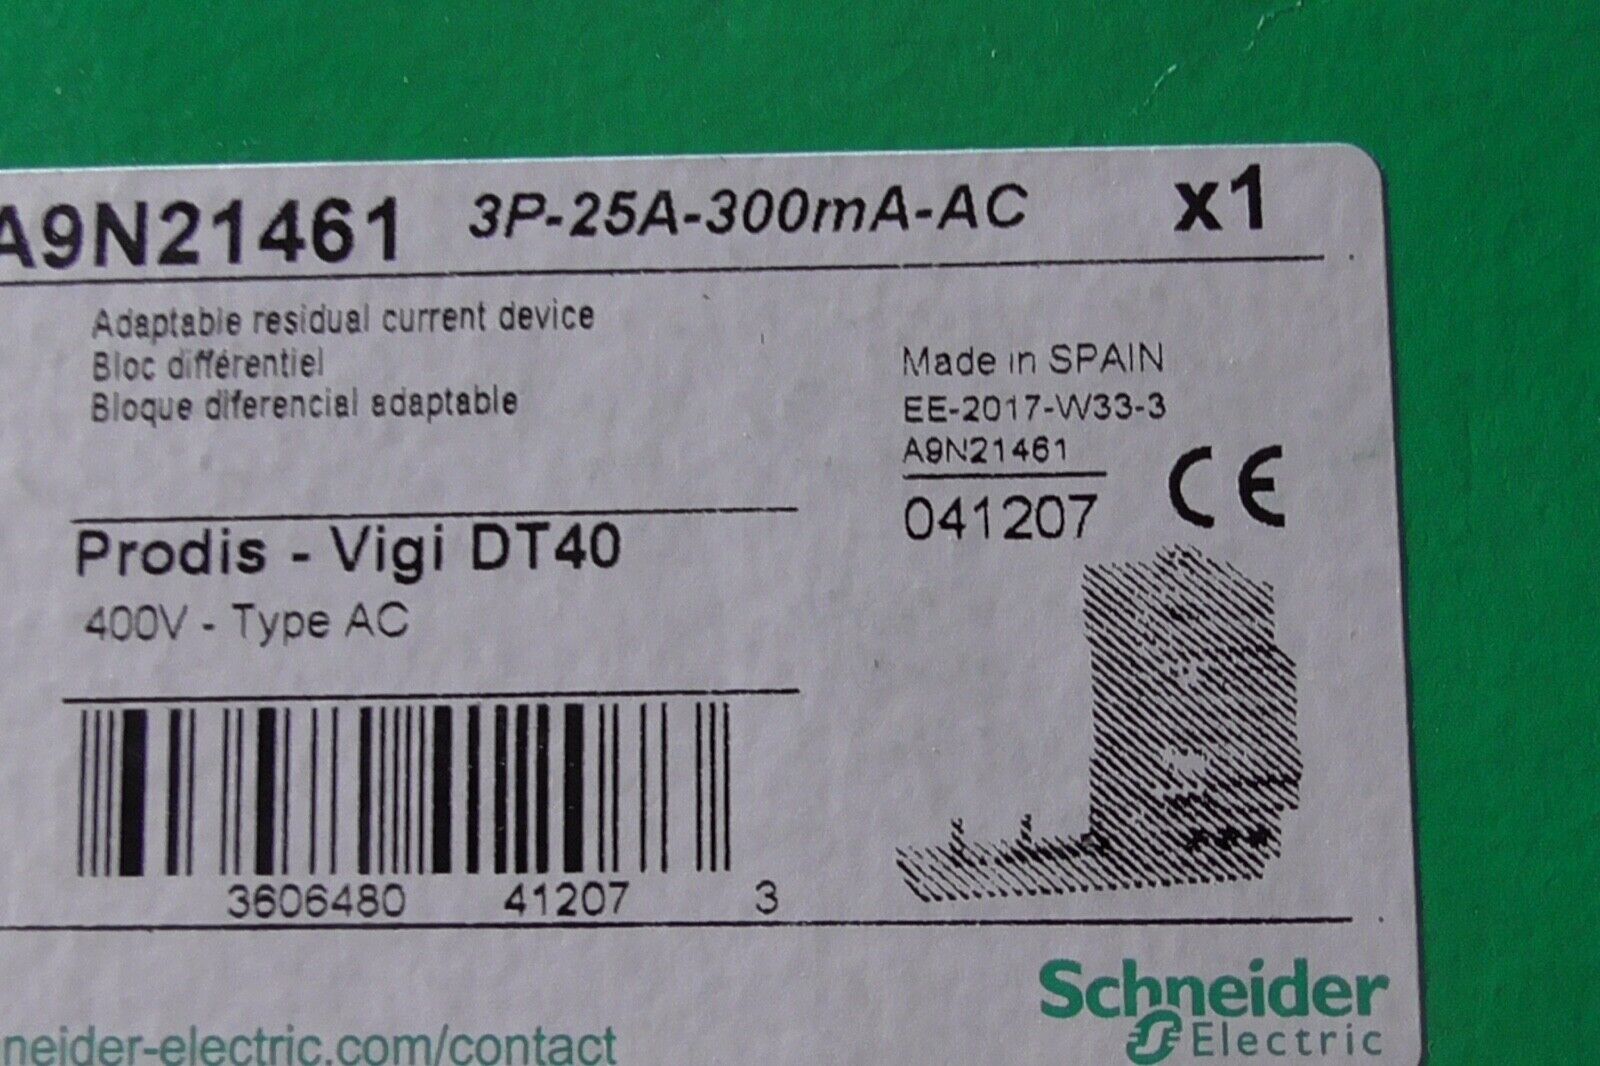 A9N21461 3P-25A-300mA-AC x1
Adaptable residual current device
Bloc différentiel
Bloque diferencial adaptable
Made in SPAIN
EE-2017-W33-3
A9N21461
041207
CE
Prodis - Vigi DT40
400V - Type AC
3606480 41207 3
neider-electric.com/contact
Schneider
Electric